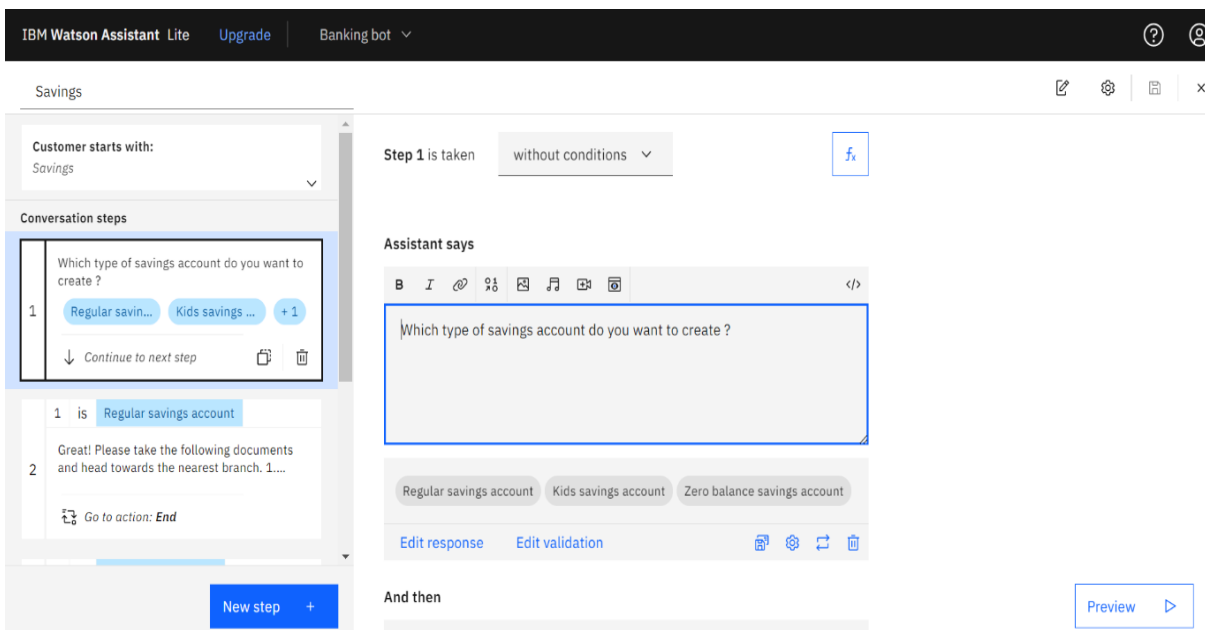 IBM Watson Assistant Lite Upgrade Banking bot
Savings
Customer starts with:
Savings
Conversation steps
1
Which type of savings account do you want to
create ?
Regular savin... Kids savings ... + 1
Continue to next step
2
1 is Regular savings account
Great! Please take the following documents
and head towards the nearest branch. 1....
Go to action: End
New step +
Step 1 is taken without conditions
fx
Assistant says
B I </>
Which type of savings account do you want to create ?
Regular savings account Kids savings account Zero balance savings account
Edit response Edit validation
And then
Preview